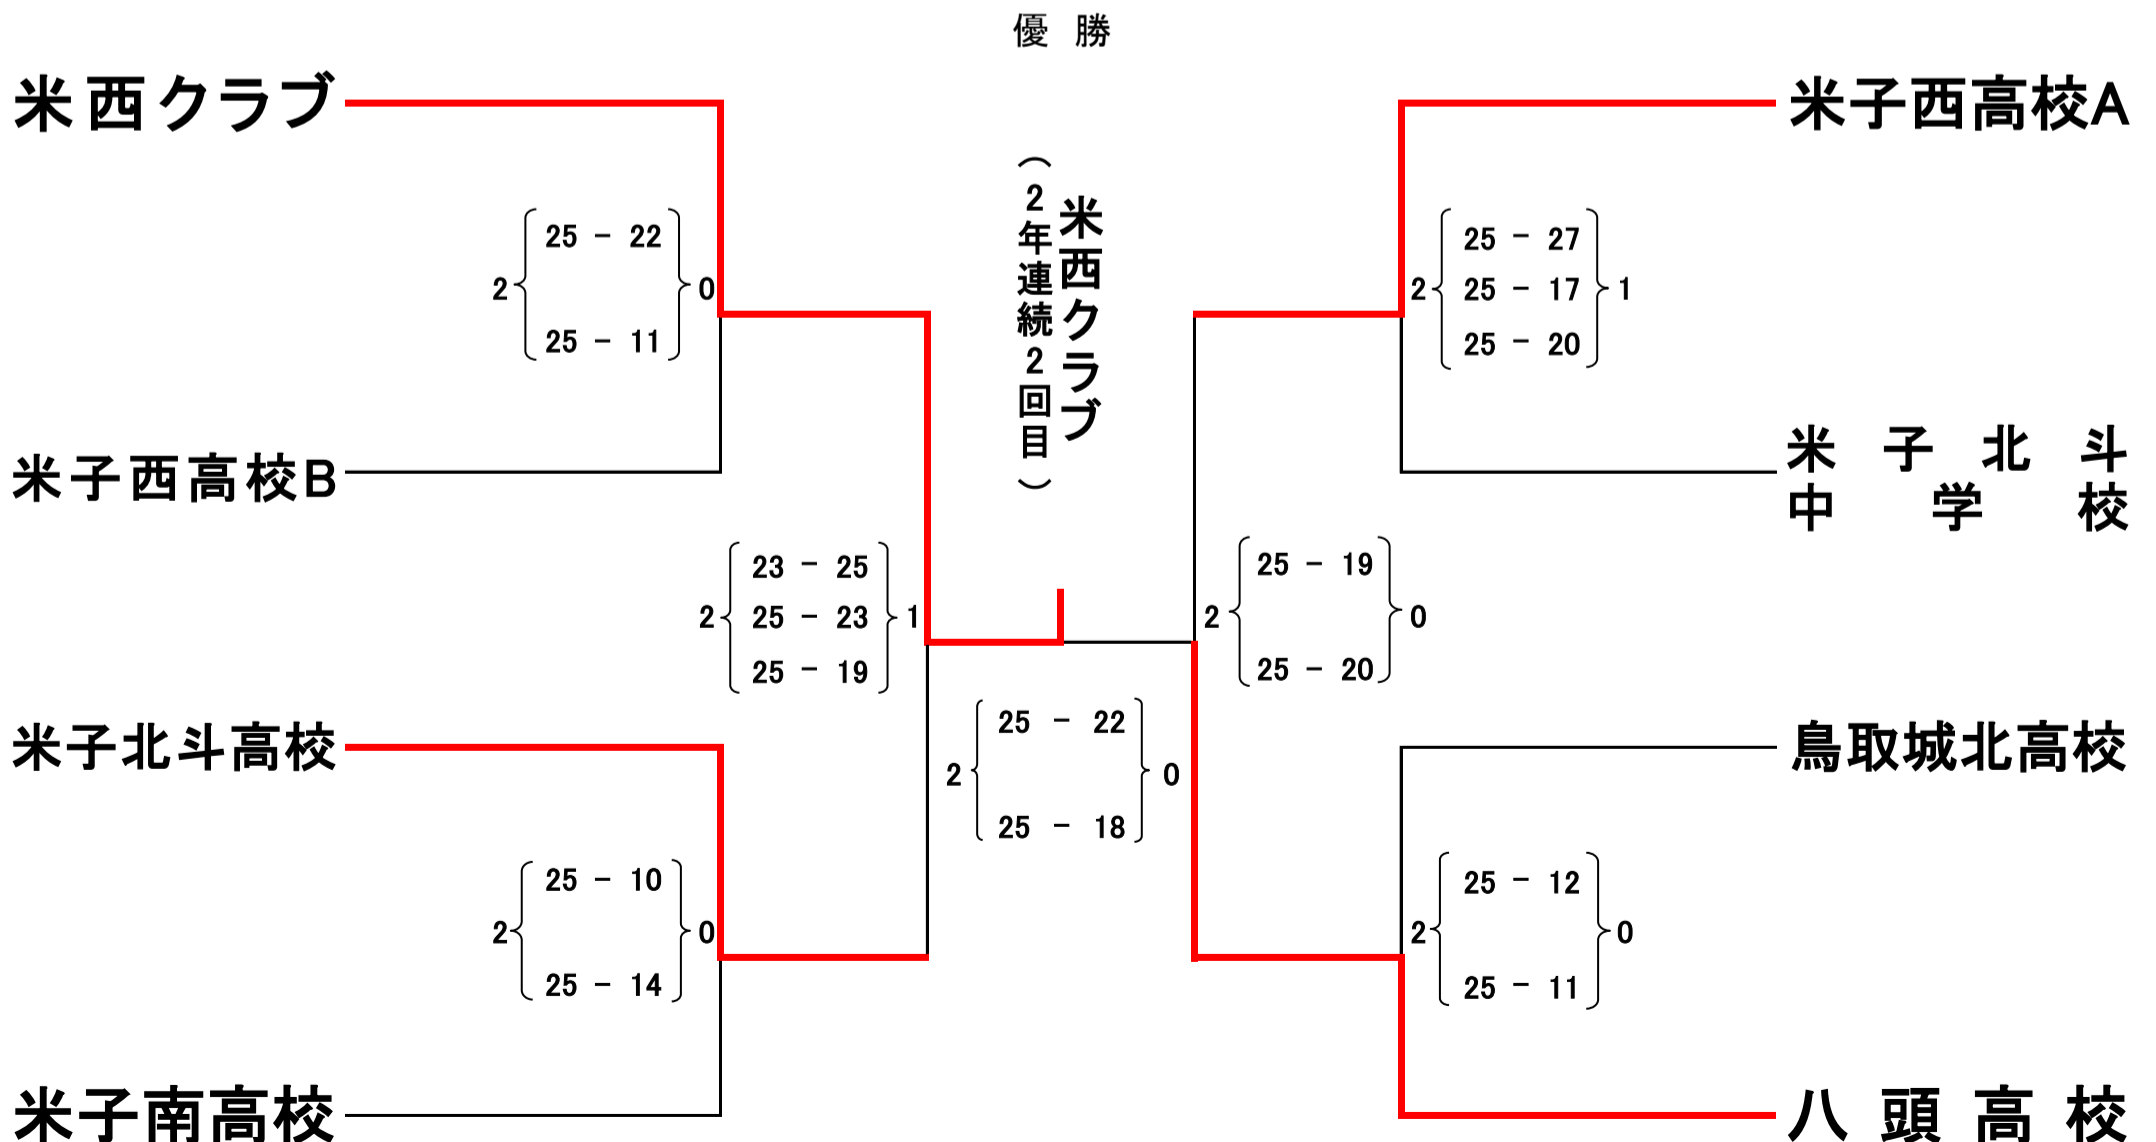 優 勝
米西クラブ
米子西高校A
(2年連続2回目)
米西クラブ
2 25 - 22 0
25 - 11
2 25 - 27 1
25 - 17
25 - 20
米子西高校B
米子北斗
中学校
2 23 - 25 1
25 - 23
25 - 19
2 25 - 19 0
25 - 20
米子北斗高校
鳥取城北高校
2 25 - 22 0
25 - 18
2 25 - 10 0
25 - 14
2 25 - 12 0
25 - 11
米子南高校
八頭高校